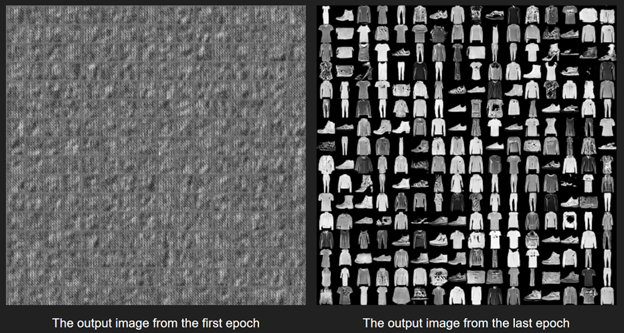 The output image from the first epoch
The output image from the last epoch